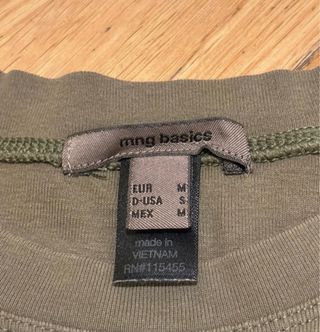 mng basics
EUR M
D-USA S
MEX M
made in
VIETNAM
RN#115455